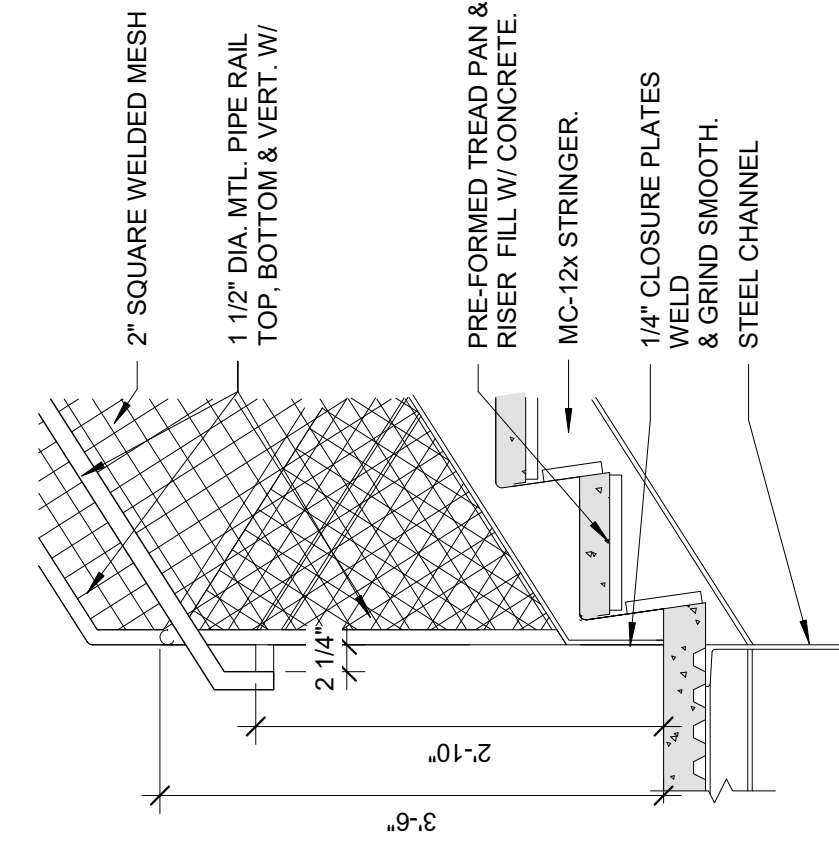 2" SQUARE WELDED MESH
1 1/2" DIA. MTL. PIPE RAIL
TOP, BOTTOM & VERT. W/
PRE-FORMED TREAD PAN &
RISER FILL W/ CONCRETE.
MC-12x STRINGER.
1/4" CLOSURE PLATES
WELD
& GRIND SMOOTH.
STEEL CHANNEL
2 1/4"
2'-10"
3'-6"